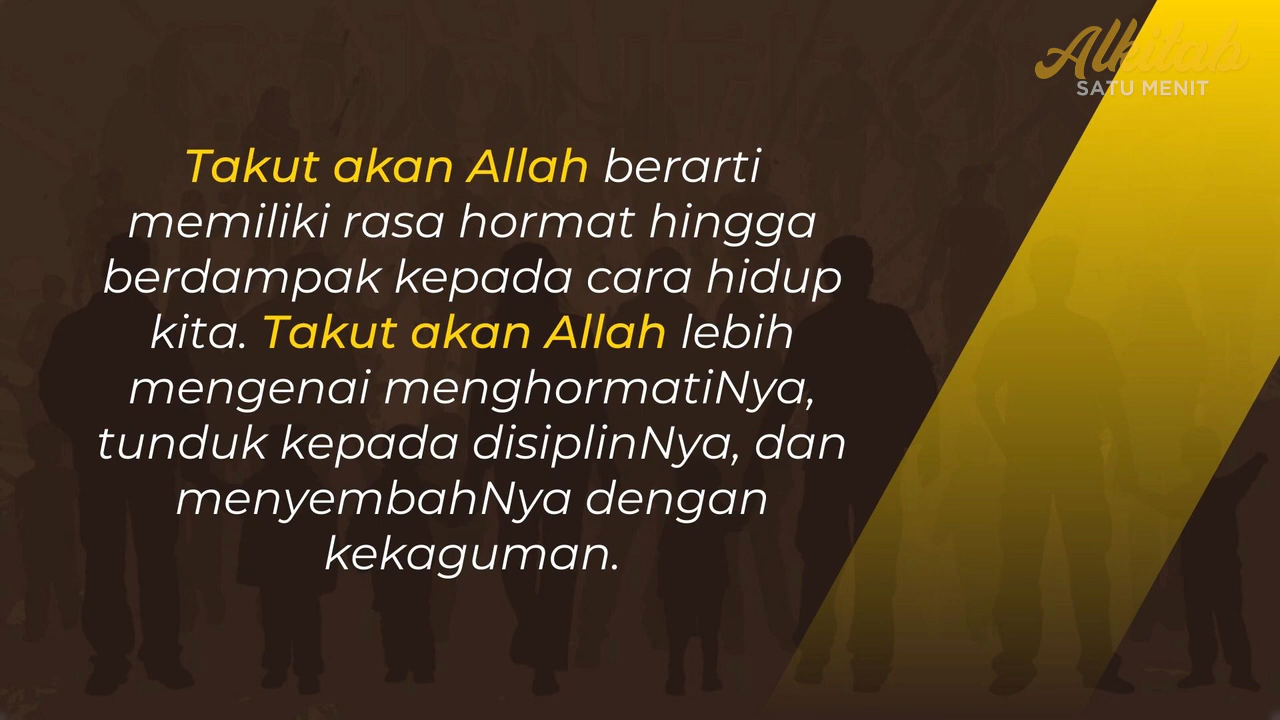 Alkitab
SATU MENIT
Takut akan Allah berarti
memiliki rasa hormat hingga
berdampak kepada cara hidup
kita. Takut akan Allah lebih
mengenai menghormatiNya,
tunduk kepada disiplinNya, dan
menyembahNya dengan
kekaguman.